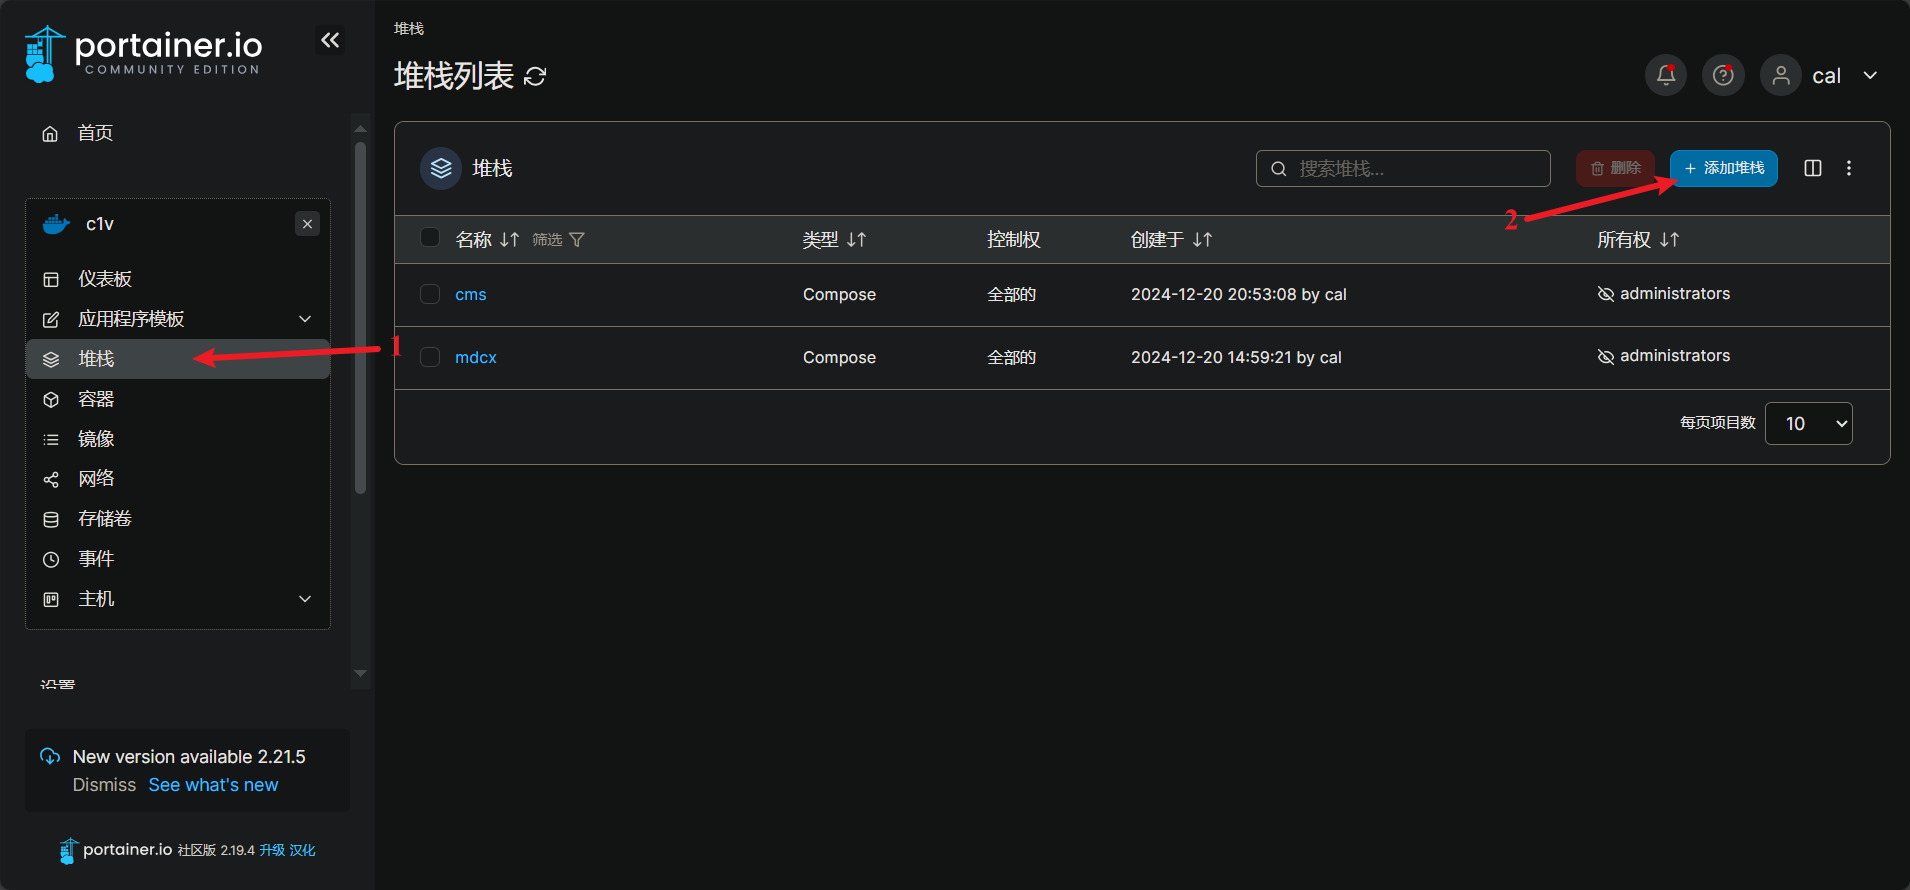 portainer.io
COMMUNITY EDITION
首页
c1v
仪表板
应用程序模板
堆栈
容器
镜像
网络
存储卷
事件
主机
设置
New version available 2.21.5
Dismiss See what's new
portainer.io 社区版 2.19.4 升级 汉化
堆栈
堆栈列表
cal
堆栈
搜索堆栈...
删除
添加堆栈
1
2
名称 筛选 类型 控制权 创建于 所有权
cms Compose 全部的 2024-12-20 20:53:08 by cal administrators
mdcx Compose 全部的 2024-12-20 14:59:21 by cal administrators
每页项目数 10